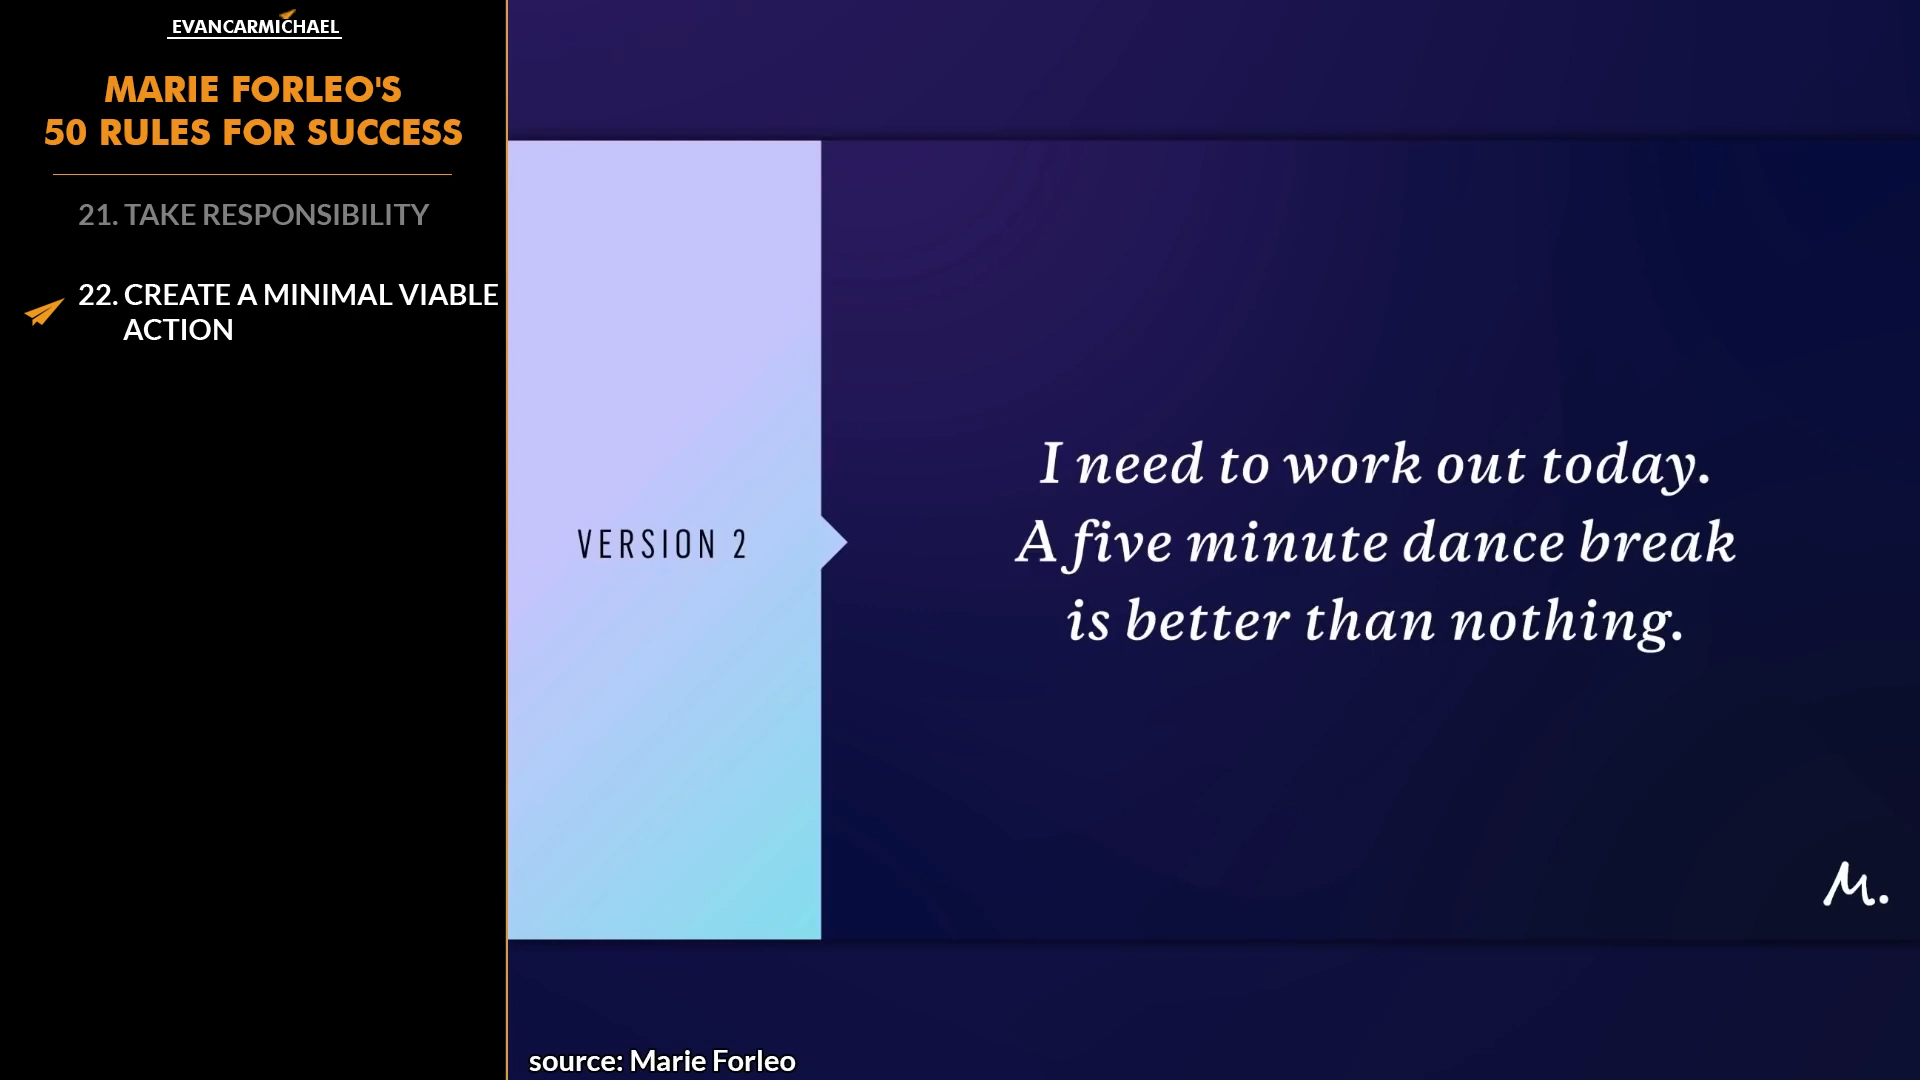 EVANCARMICHAEL
MARIE FORLEO'S
50 RULES FOR SUCCESS
21. TAKE RESPONSIBILITY
22. CREATE A MINIMAL VIABLE
ACTION
VERSION 2
I need to work out today.
A five minute dance break
is better than nothing.
M.
source: Marie Forleo